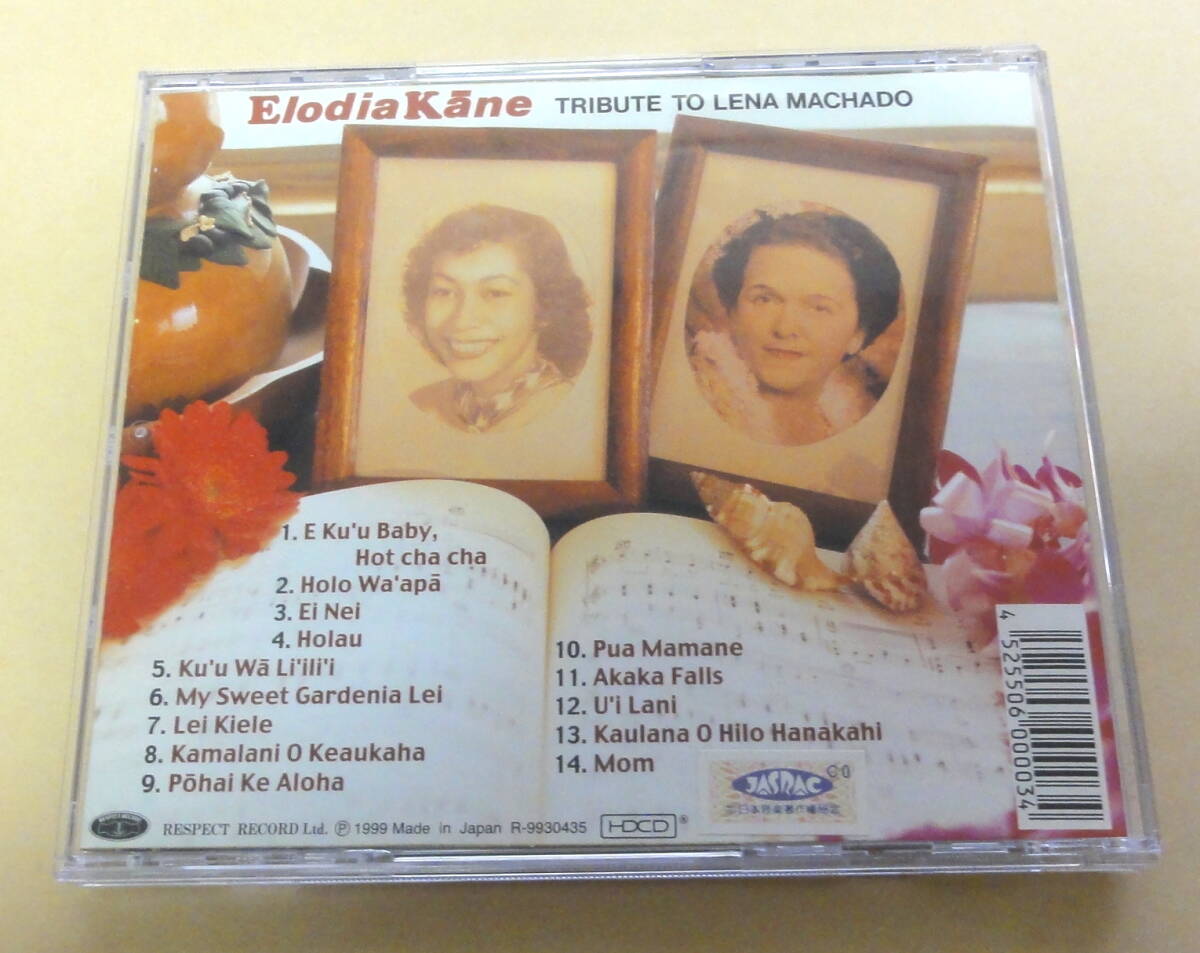 Elodia Kāne TRIBUTE TO LENA MACHADO
1. E Ku'u Baby,
Hot cha cha
2. Holo Wa'apā
3. Ei Nei
4. Holau
5. Ku'u Wā Li'ili'i
6. My Sweet Gardenia Lei
7. Lei Kiele
8. Kamalani O Keaukaha
9. Pōhai Ke Aloha
10. Pua Mamane
11. Akaka Falls
12. U'i Lani
13. Kaulana O Hilo Hanakahi
14. Mom
JASRAC
RESPECT RECORD Ltd. Ⓟ 1999 Made in Japan R-9930435 HDCD®
4 525506 000034